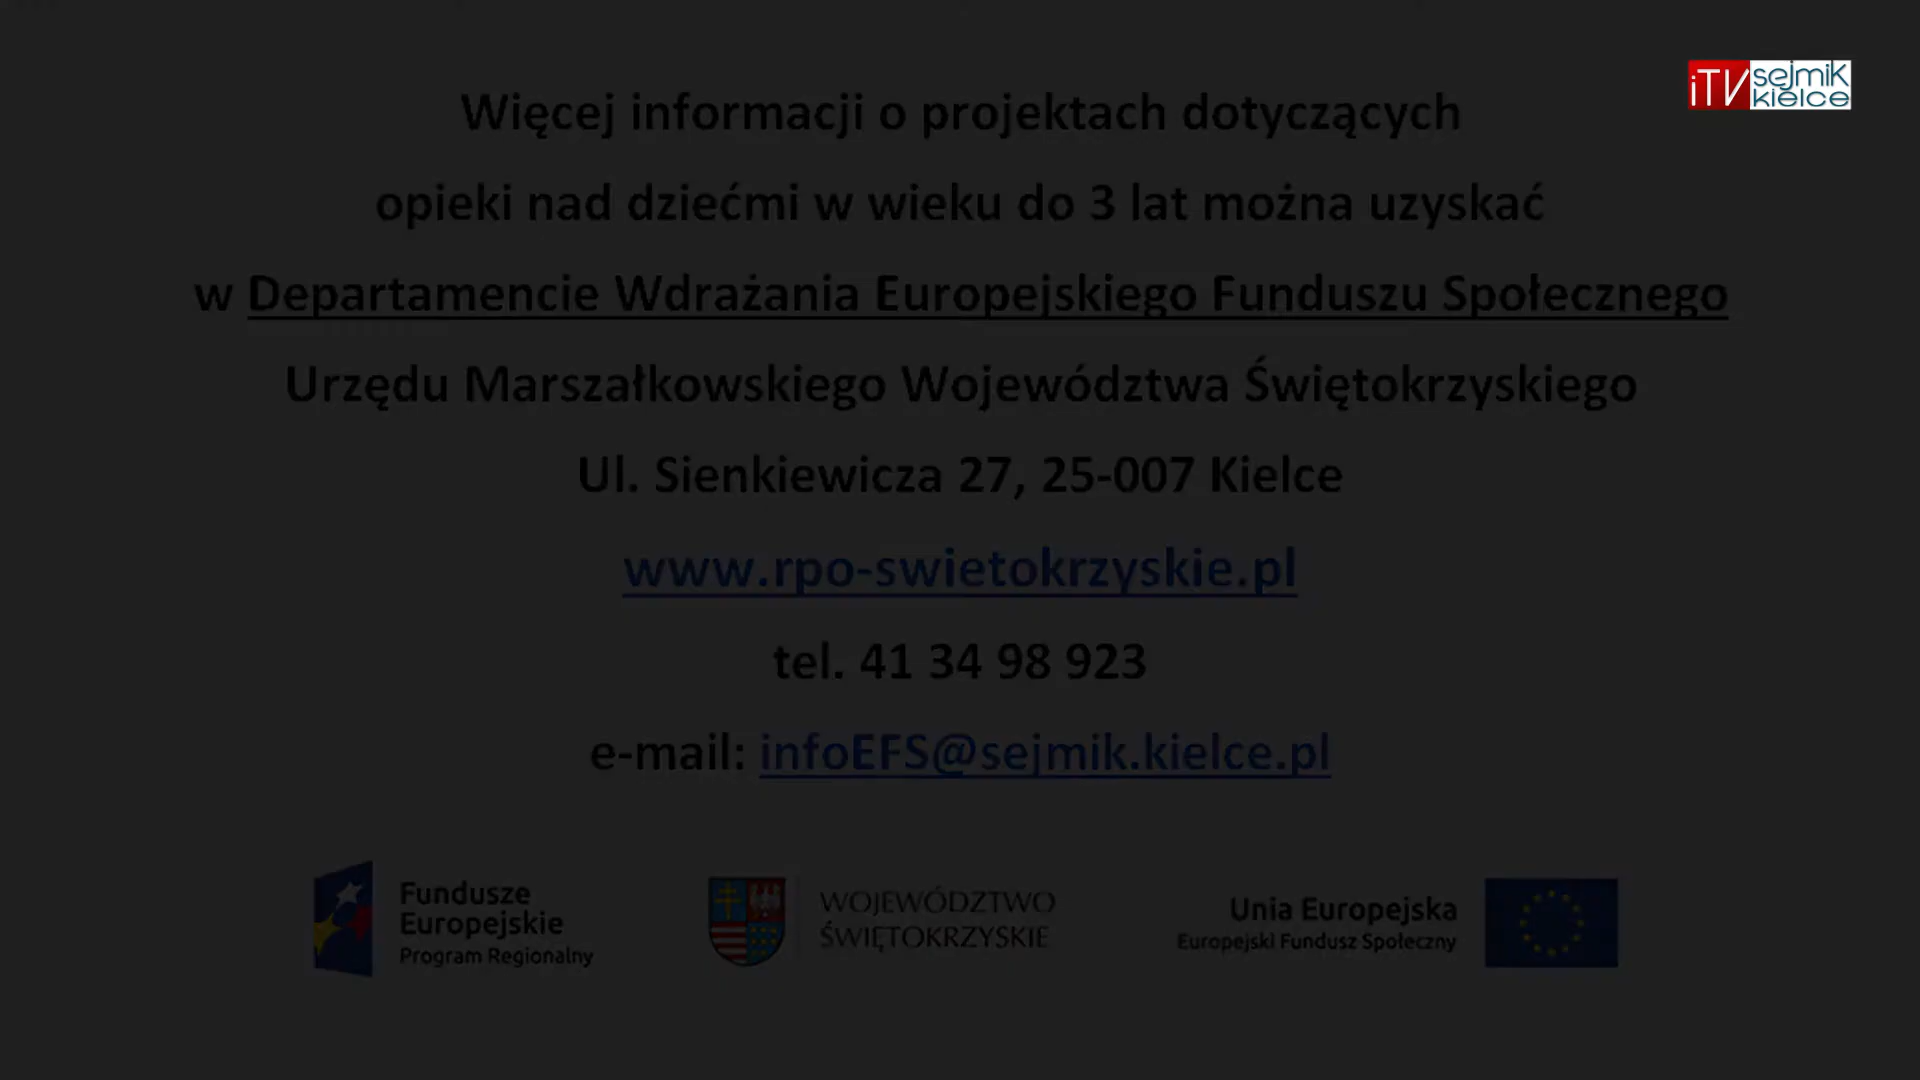 iTV sejmik
kielce
Więcej informacji o projektach dotyczących
opieki nad dziećmi w wieku do 3 lat można uzyskać
w Departamencie Wdrażania Europejskiego Funduszu Społecznego
Urzędu Marszałkowskiego Województwa Świętokrzyskiego
Ul. Sienkiewicza 27, 25-007 Kielce
www.rpo-swietokrzyskie.pl
tel. 41 34 98 923
e-mail: infoEFS@sejmik.kielce.pl
Fundusze
Europejskie
Program Regionalny
WOJEWÓDZTWO
ŚWIĘTOKRZYSKIE
Unia Europejska
Europejski Fundusz Społeczny